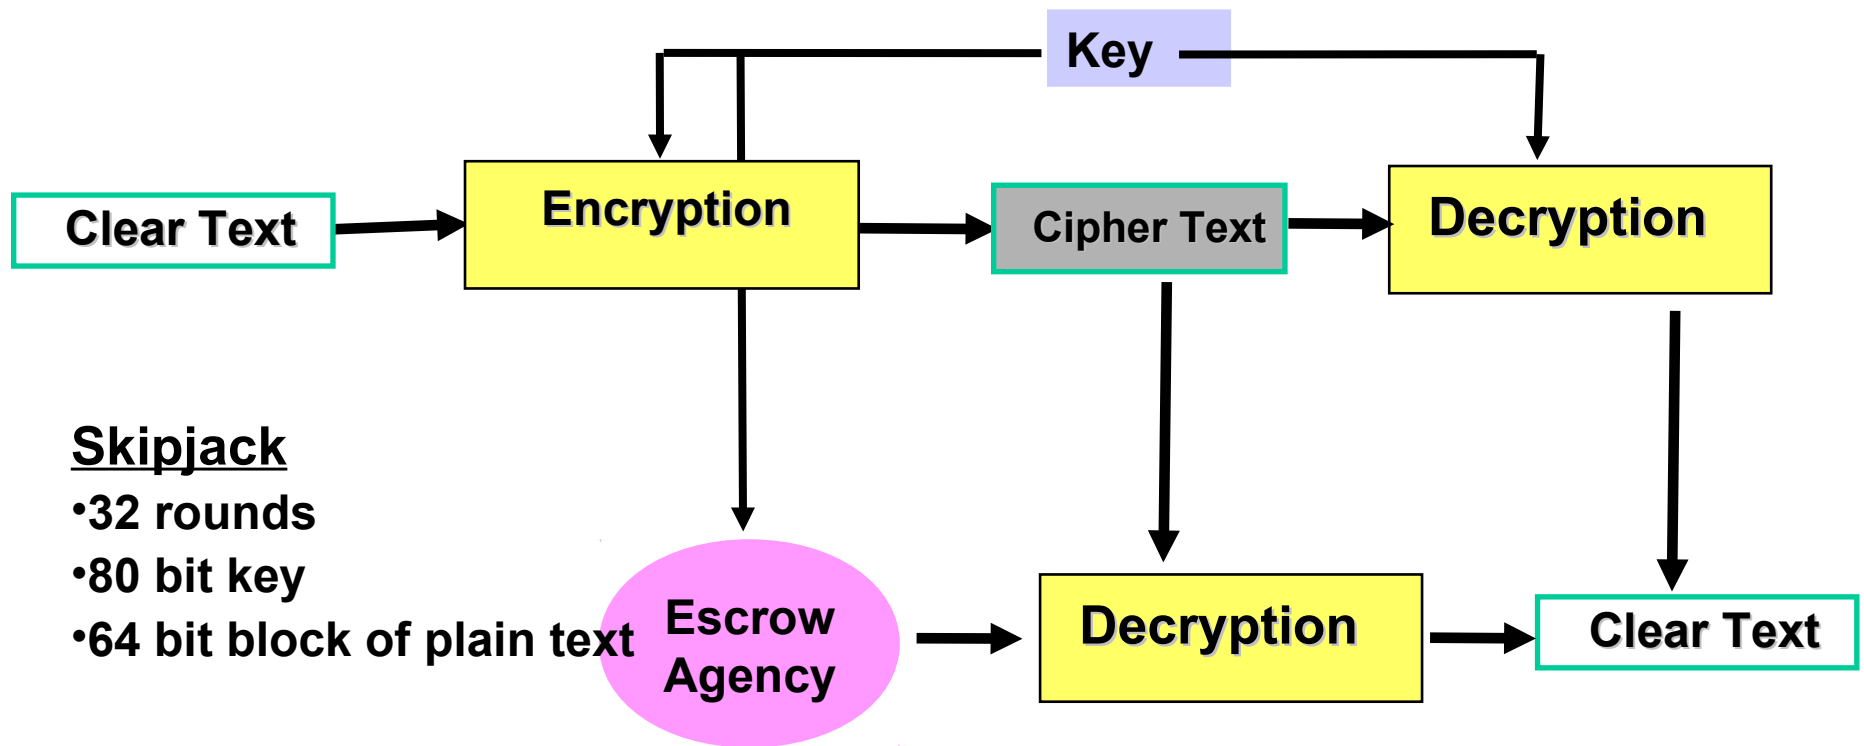 Key
Clear Text
Encryption
Cipher Text
Decryption
Skipjack
•32 rounds
•80 bit key
•64 bit block of plain text
Escrow
Agency
Decryption
Clear Text